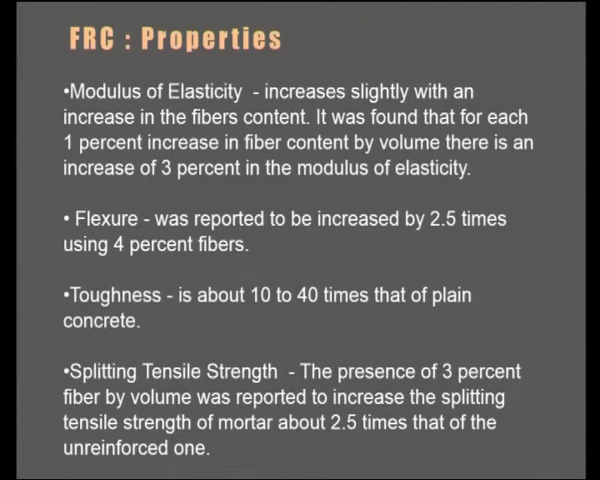 FRC : Properties
•Modulus of Elasticity - increases slightly with an
increase in the fibers content. It was found that for each
1 percent increase in fiber content by volume there is an
increase of 3 percent in the modulus of elasticity.
• Flexure - was reported to be increased by 2.5 times
using 4 percent fibers.
•Toughness - is about 10 to 40 times that of plain
concrete.
•Splitting Tensile Strength - The presence of 3 percent
fiber by volume was reported to increase the splitting
tensile strength of mortar about 2.5 times that of the
unreinforced one.